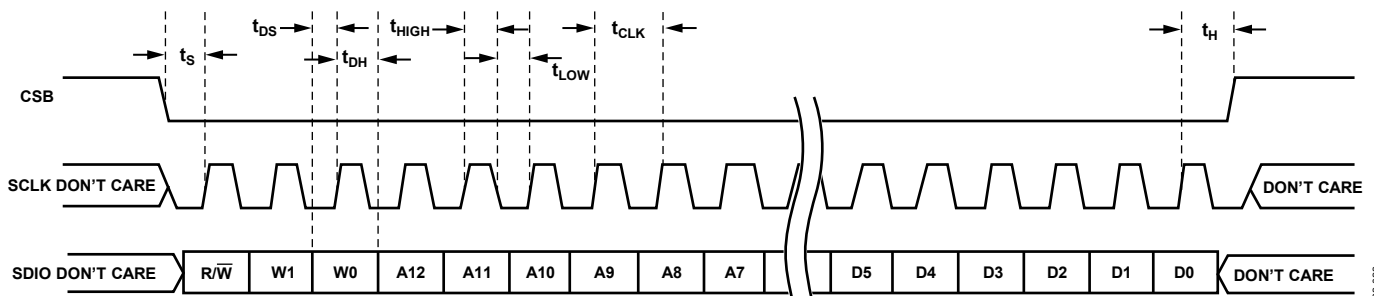 tDS
tHIGH
tCLK
tH
tS
tDH
tLOW
CSB
SCLK DON'T CARE
DON'T CARE
SDIO DON'T CARE
R/W̅
W1
W0
A12
A11
A10
A9
A8
A7
D5
D4
D3
D2
D1
D0
DON'T CARE